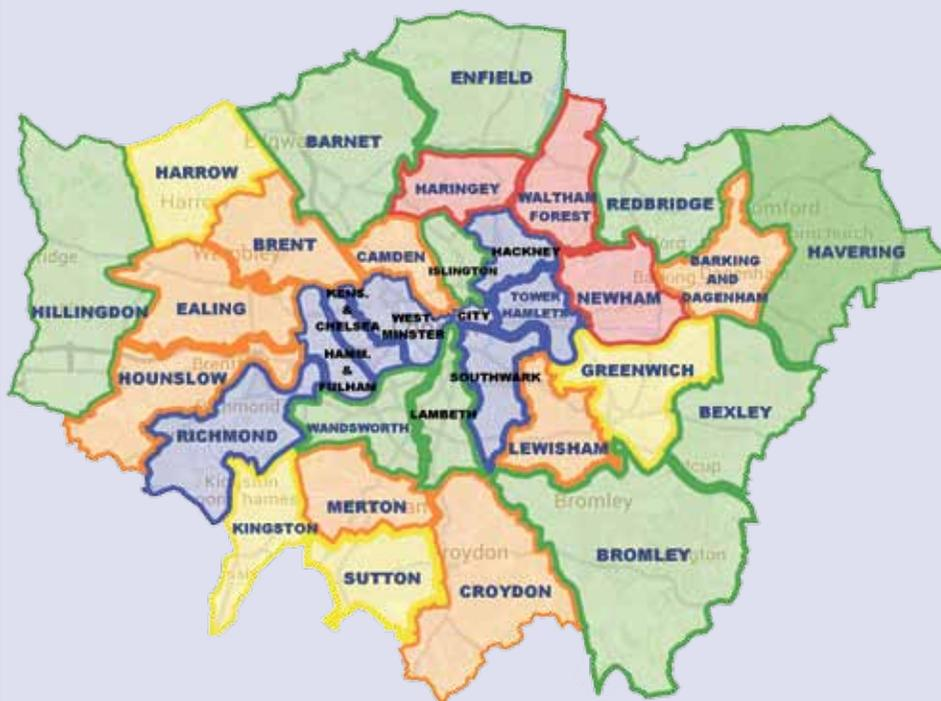 ENFIELD
BARNET
HARROW
HARINGEY
WALTHAM
FOREST
REDBRIDGE
HAVERING
BRENT
CAMDEN
ISLINGTON
HACKNEY
BARKING
AND
DAGENHAM
HILLINGDON
EALING
KENS.
&
CHELSEA
WEST
MINSTER
CITY
TOWER
HAMLETS
NEWHAM
HOUNSLOW
HAMM.
&
FULHAM
SOUTHWARK
GREENWICH
BEXLEY
RICHMOND
WANDSWORTH
LAMBETH
LEWISHAM
Bromley
KINGSTON
MERTON
SUTTON
CROYDON
BROMLEY